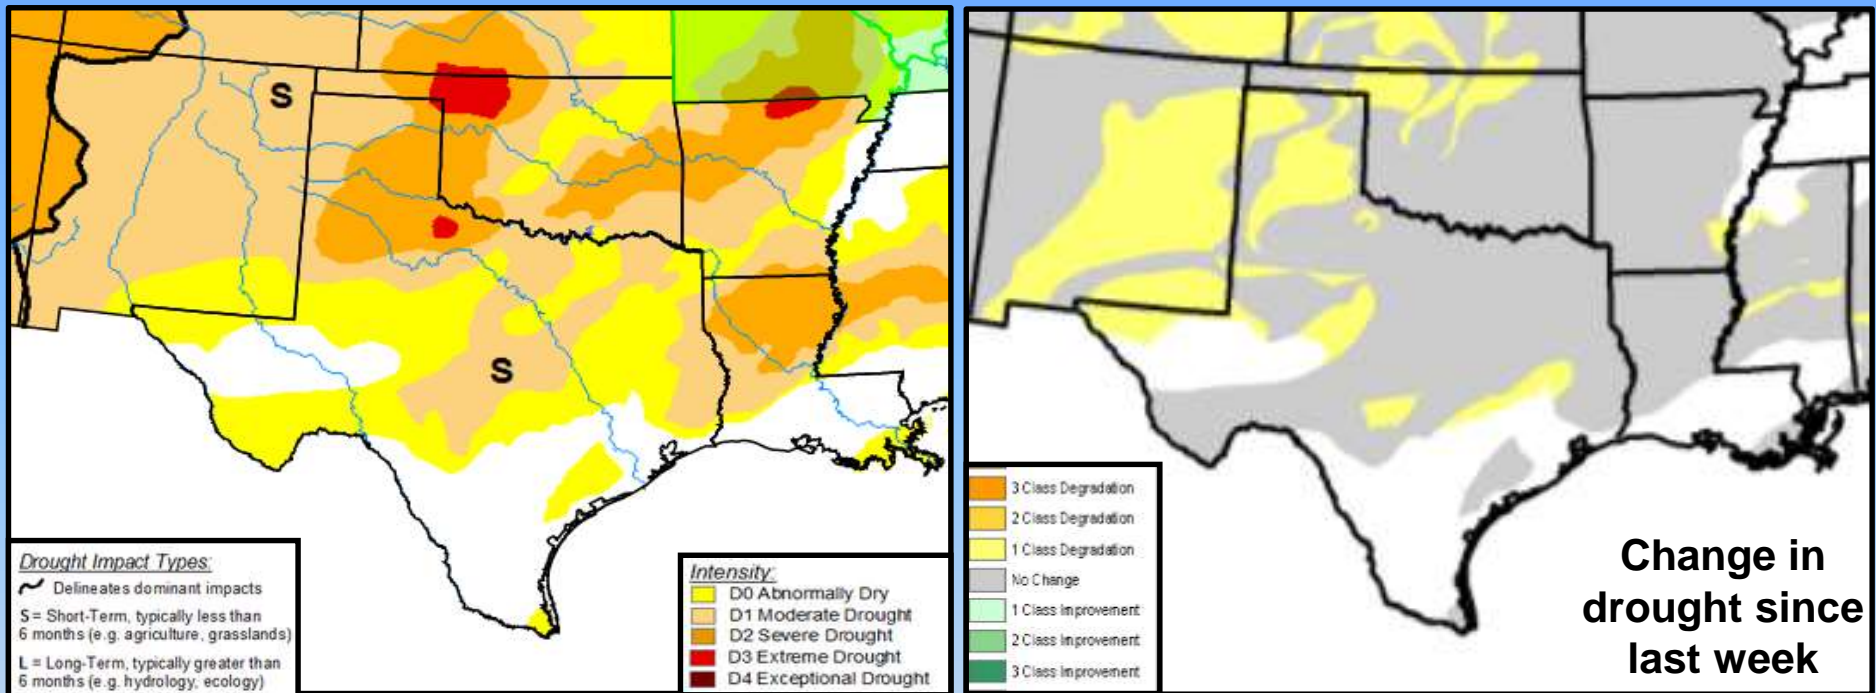 S
S
Drought Impact Types:
Delineates dominant impacts
S = Short-Term, typically less than
6 months (e.g. agriculture, grasslands)
L = Long-Term, typically greater than
6 months (e.g. hydrology, ecology)
Intensity:
D0 Abnormally Dry
D1 Moderate Drought
D2 Severe Drought
D3 Extreme Drought
D4 Exceptional Drought
3 Class Degradation
2 Class Degradation
1 Class Degradation
No Change
1 Class Improvement
2 Class Improvement
3 Class Improvement
Change in
drought since
last week